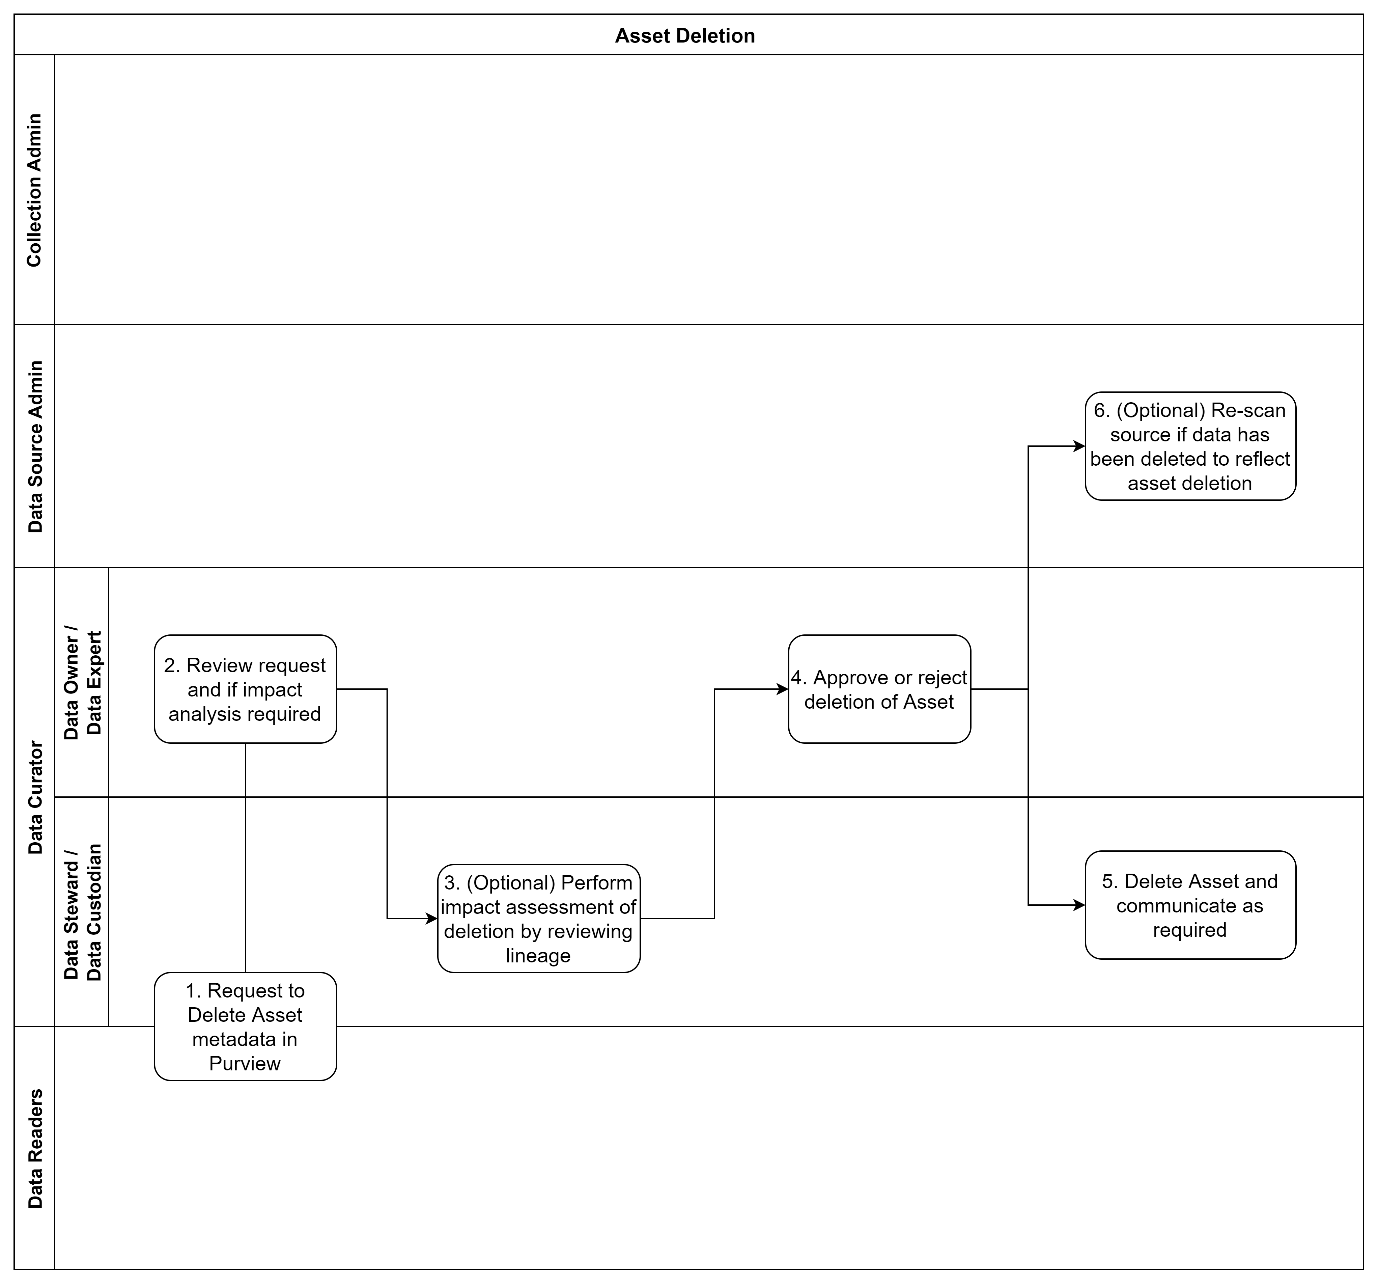 Asset Deletion
Collection Admin
Data Source Admin
6. (Optional) Re-scan
source if data has
been deleted to reflect
asset deletion
Data Curator
Data Owner /
Data Expert
2. Review request
and if impact
analysis required
4. Approve or reject
deletion of Asset
Data Steward /
Data Custodian
3. (Optional) Perform
impact assessment of
deletion by reviewing
lineage
5. Delete Asset and
communicate as
required
1. Request to
Delete Asset
metadata in
Purview
Data Readers